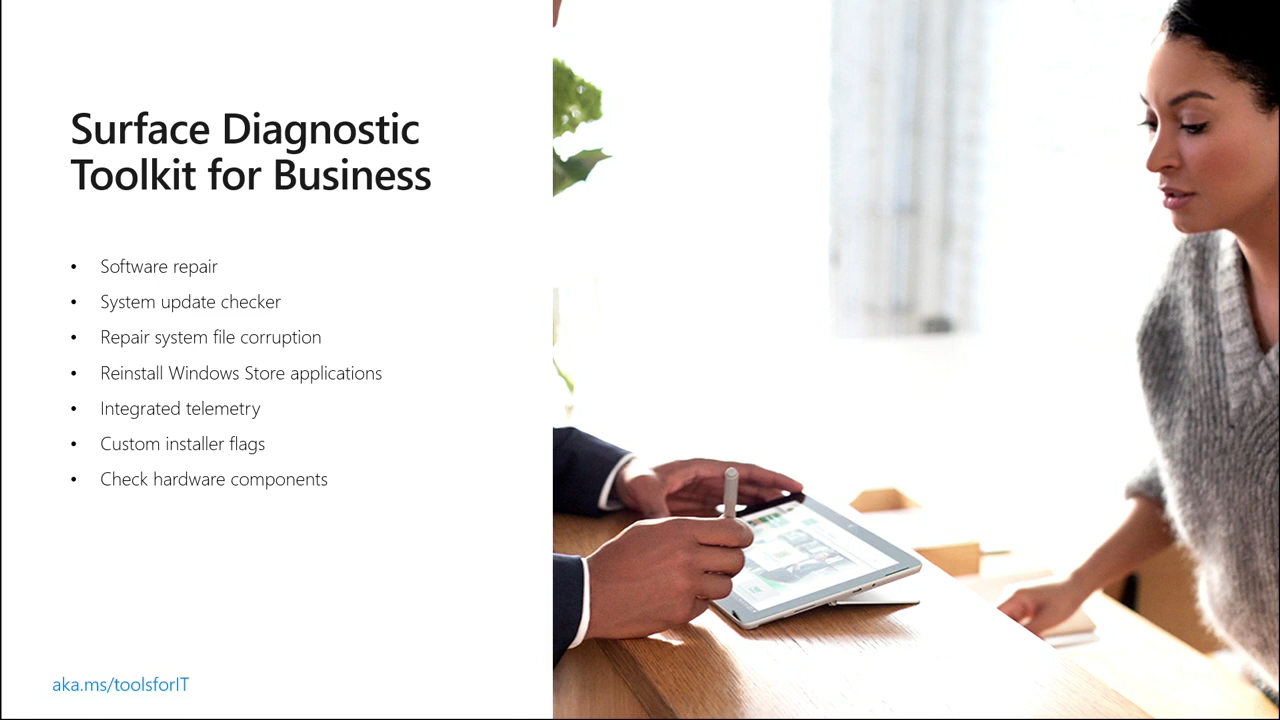 Surface Diagnostic
Toolkit for Business
• Software repair
• System update checker
• Repair system file corruption
• Reinstall Windows Store applications
• Integrated telemetry
• Custom installer flags
• Check hardware components
aka.ms/toolsforIT